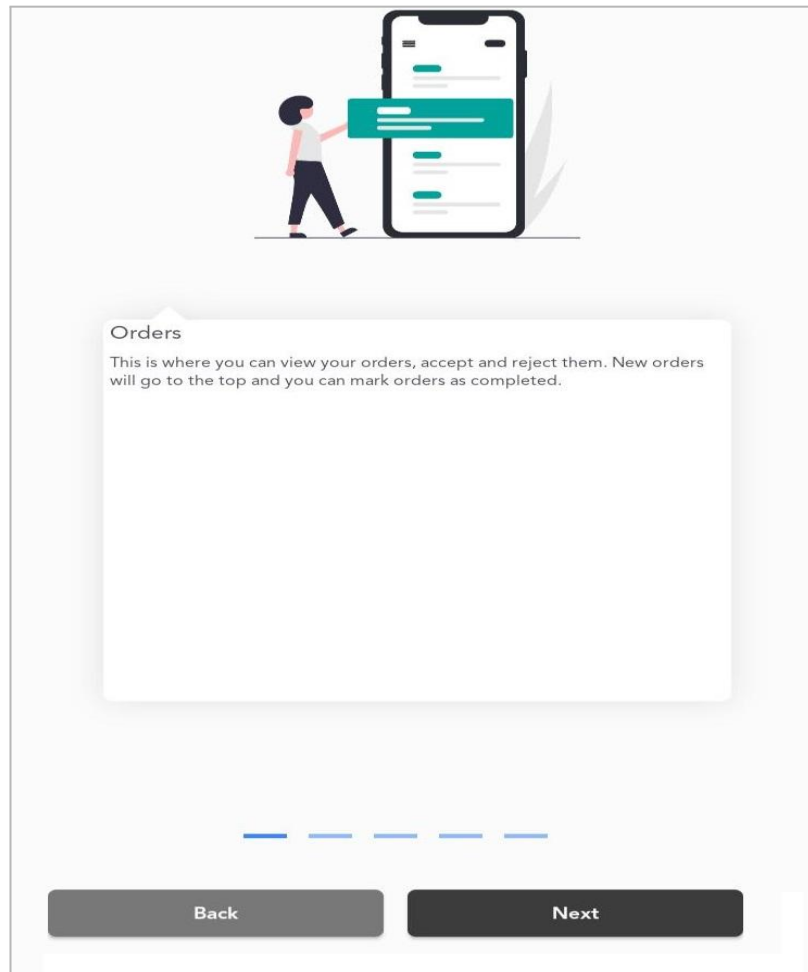 Orders
This is where you can view your orders, accept and reject them. New orders
will go to the top and you can mark orders as completed.
Back
Next